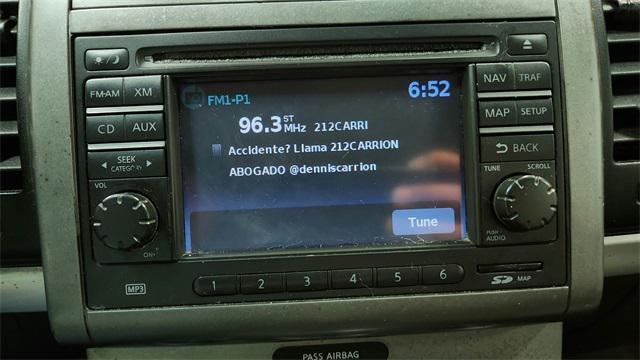 FM1-P1 6:52
96.3 ST MHz 212CARRI
Accidente? Llama 212CARRION
ABOGADO @denniscarrion
Tune
FM·AM XM
CD AUX
SEEK
CATEGORY
VOL
ON
MP3
NAV TRAF
MAP SETUP
BACK
TUNE SCROLL
PUSH
AUDIO
1 2 3 4 5 6
SD MAP
PASS AIRBAG